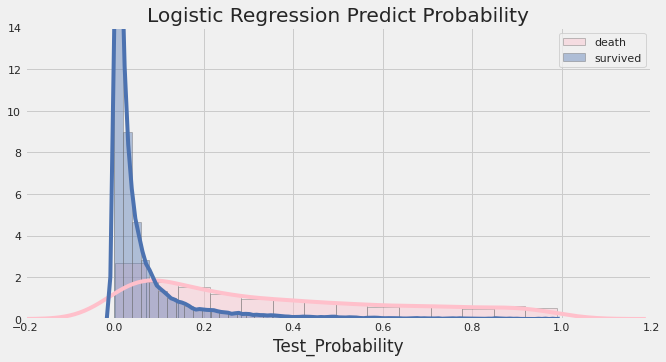 Logistic Regression Predict Probability
death
survived
14
12
10
8
6
4
2
0
−0.2 0.0 0.2 0.4 0.6 0.8 1.0 1.2
Test_Probability